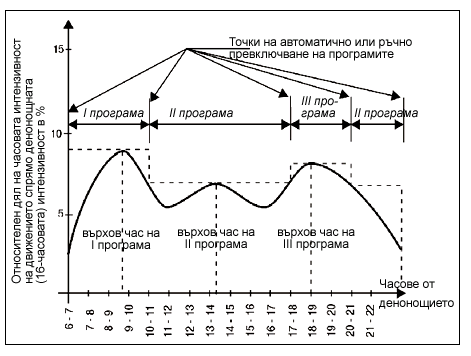 Точки на автоматично или ръчно
превключване на програмите
15
10
5
Относителен дял на часовата интензивност
на движението спрямо денонощната
(16-часовата) интензивност в %
I програма
II програма
III про-
грама
II програма
върхов час на
I програма
върхов час на
II програма
върхов час на
III програма
Часове от
денонощието
6 - 7
7 - 8
8 - 9
9 - 10
10 - 11
11 - 12
12 - 13
13 - 14
14 - 15
15 - 16
16 - 17
17 - 18
18 - 19
19 - 20
20 - 21
21 - 22